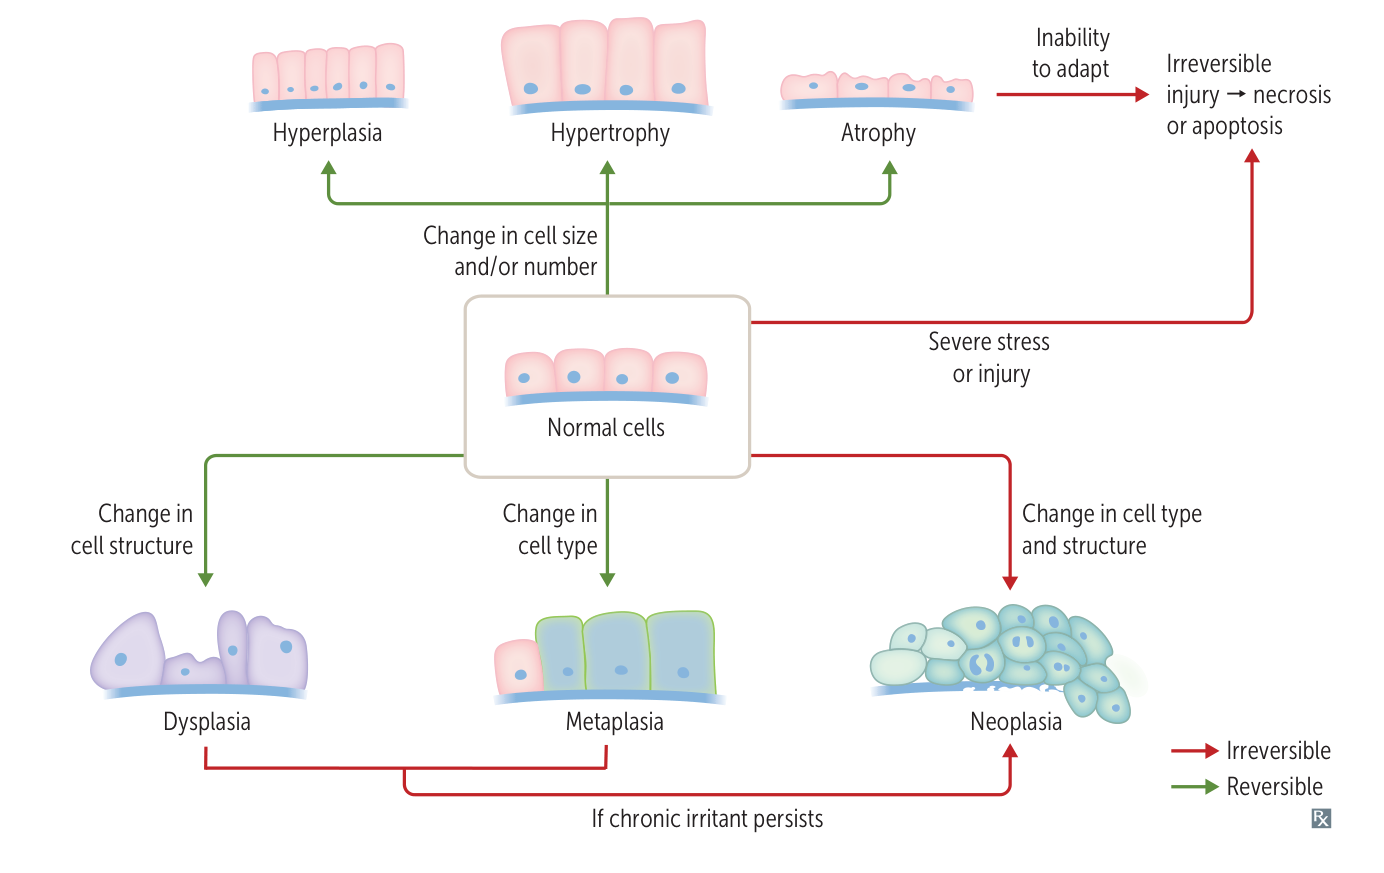 Inability
to adapt
Irreversible
injury → necrosis
or apoptosis
Hyperplasia
Hypertrophy
Atrophy
Change in cell size
and/or number
Severe stress
or injury
Normal cells
Change in
cell structure
Change in
cell type
Change in cell type
and structure
Dysplasia
Metaplasia
Neoplasia
Irreversible
Reversible
If chronic irritant persists
Rx